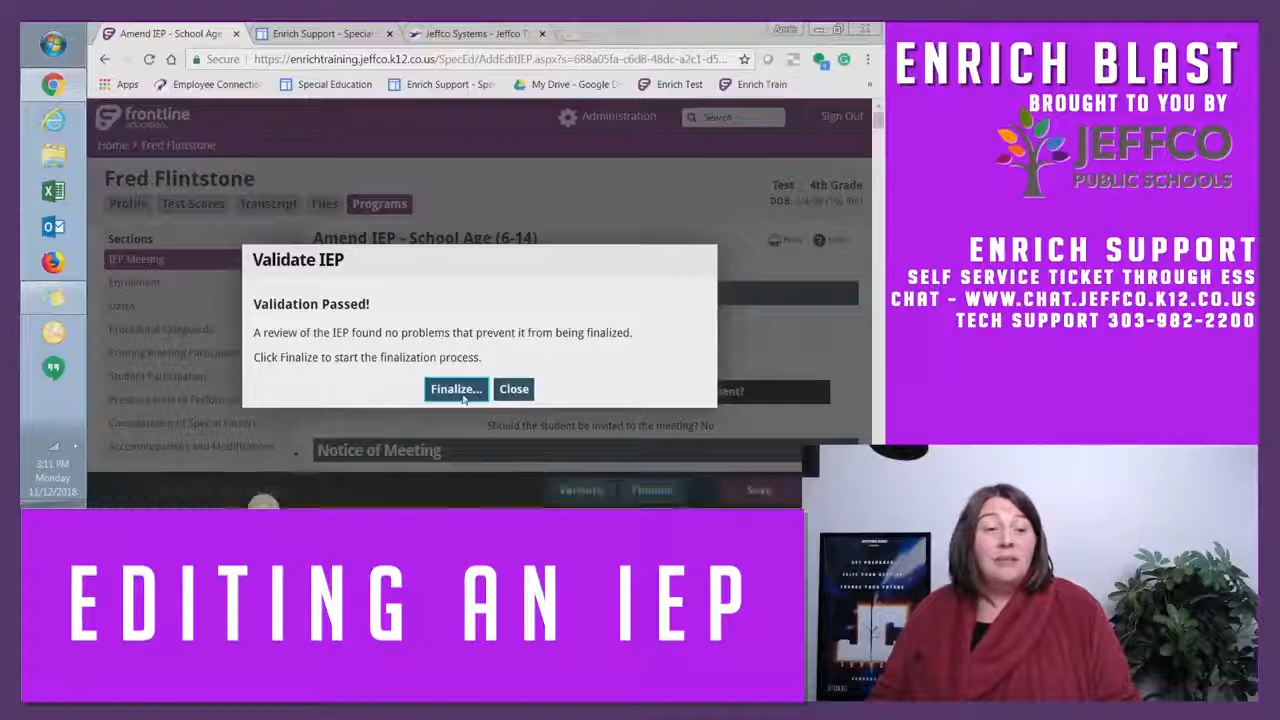 Amend IEP - School Age
Enrich Support - Special
Jeffco Systems - Jeffco T
Secure
https://enrichtraining.jeffco.k12.co.us/SpecEd/AddEditIEP.aspx?s=688a05fa-c6d8-48dc-a2c1-d5...
Apps
Employee Connectio
Special Education
Enrich Support - Spe
My Drive - Google D
Enrich Test
Enrich Train
frontline
education
Administration
Search
Sign Out
Home > Fred Flintstone
Fred Flintstone
Test
4th Grade
Profile
Test Scores
Transcript
Files
Programs
Sections
Amend IEP - School Age (6-14)
IEP Meeting
Enrollment
Dates
Procedural Safeguards
Student Participation
Consideration of Special Factors
Accommodations and Modifications
Validate IEP
Validation Passed!
A review of the IEP found no problems that prevent it from being finalized.
Click Finalize to start the finalization process.
Finalize...
Close
Should the student be invited to the meeting? No
Notice of Meeting
Save
3:11 PM
Monday
11/12/2018
ENRICH BLAST
BROUGHT TO YOU BY
JEFFCO
PUBLIC SCHOOLS
ENRICH SUPPORT
SELF SERVICE TICKET THROUGH ESS
CHAT - WWW.CHAT.JEFFCO.K12.CO.US
TECH SUPPORT 303-982-2200
EDITING AN IEP